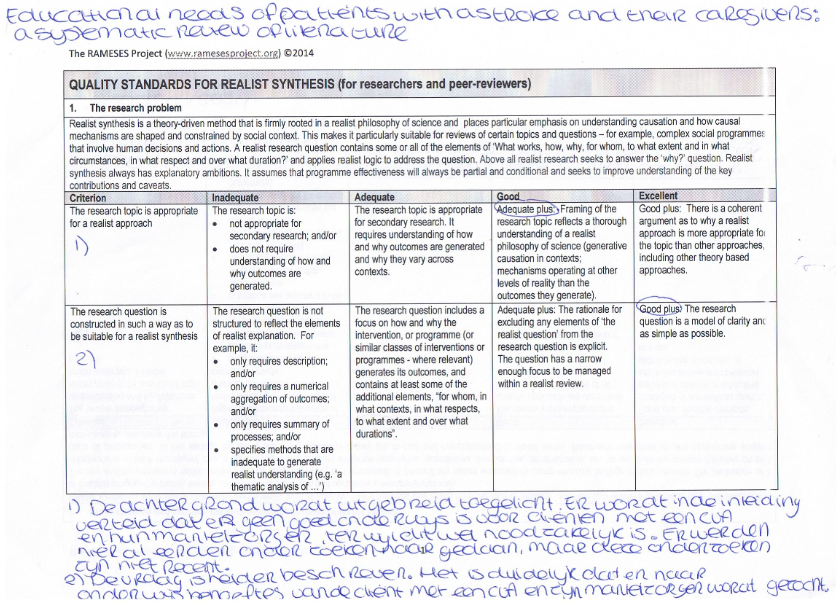 Educational needs of patients with a stroke and their caregivers:
a systematic review of literature
The RAMESES Project (www.ramesesproject.org) ©2014
QUALITY STANDARDS FOR REALIST SYNTHESIS (for researchers and peer-reviewers)
1. The research problem
Realist synthesis is a theory-driven method that is firmly rooted in a realist philosophy of science and places particular emphasis on understanding causation and how causal
mechanisms are shaped and constrained by social context. This makes it particularly suitable for reviews of certain topics and questions – for example, complex social programmes
that involve human decisions and actions. A realist research question contains some or all of the elements of 'What works, how, why, for whom, to what extent and in what
circumstances, in what respect and over what duration?' and applies realist logic to address the question. Above all realist research seeks to answer the 'why?' question. Realist
synthesis always has explanatory ambitions. It assumes that programme effectiveness will always be partial and conditional and seeks to improve understanding of the key
contributions and caveats.
Criterion Inadequate Adequate Good Excellent
The research topic is appropriate
for a realist approach
1)
The research topic is:
• not appropriate for
secondary research; and/or
• does not require
understanding of how and
why outcomes are
generated.
The research topic is appropriate
for secondary research. It
requires understanding of how
and why outcomes are generated
and why they vary across
contexts.
Adequate plus: Framing of the
research topic reflects a thorough
understanding of a realist
philosophy of science (generative
causation in contexts;
mechanisms operating at other
levels of reality than the
outcomes they generate).
Good plus: There is a coherent
argument as to why a realist
approach is more appropriate for
the topic than other approaches,
including other theory based
approaches.
The research question is
constructed in such a way as to
be suitable for a realist synthesis
2)
The research question is not
structured to reflect the elements
of realist explanation. For
example, it:
• only requires description;
and/or
• only requires a numerical
aggregation of outcomes;
and/or
• only requires summary of
processes; and/or
• specifies methods that are
inadequate to generate
realist understanding (e.g. 'a
thematic analysis of …')
The research question includes a
focus on how and why the
intervention, or programme (or
similar classes of interventions or
programmes - where relevant)
generates its outcomes, and
contains at least some of the
additional elements, "for whom, in
what contexts, in what respects,
to what extent and over what
durations".
Adequate plus: The rationale for
excluding any elements of 'the
realist question' from the
research question is explicit.
The question has a narrow
enough focus to be managed
within a realist review.
Good plus: The research
question is a model of clarity and
as simple as possible.
1) De achtergrond wordt uitgebreid toegelicht. Er wordt in de inleiding
verteld dat er geen goed onderwijs is voor cliënten met een CVA
en hun mantelzorgers, terwijl dit wel noodzakelijk is. Er werden
wel al eerder onderzoeken naar gedaan, maar deze onderzoeken
zijn niet recent.
2) De vraag is helder beschreven. Het is duidelijk dat er naar
onderwijsbehoeftes van de client met een CVA en zijn mantelzorger wordt gezocht.